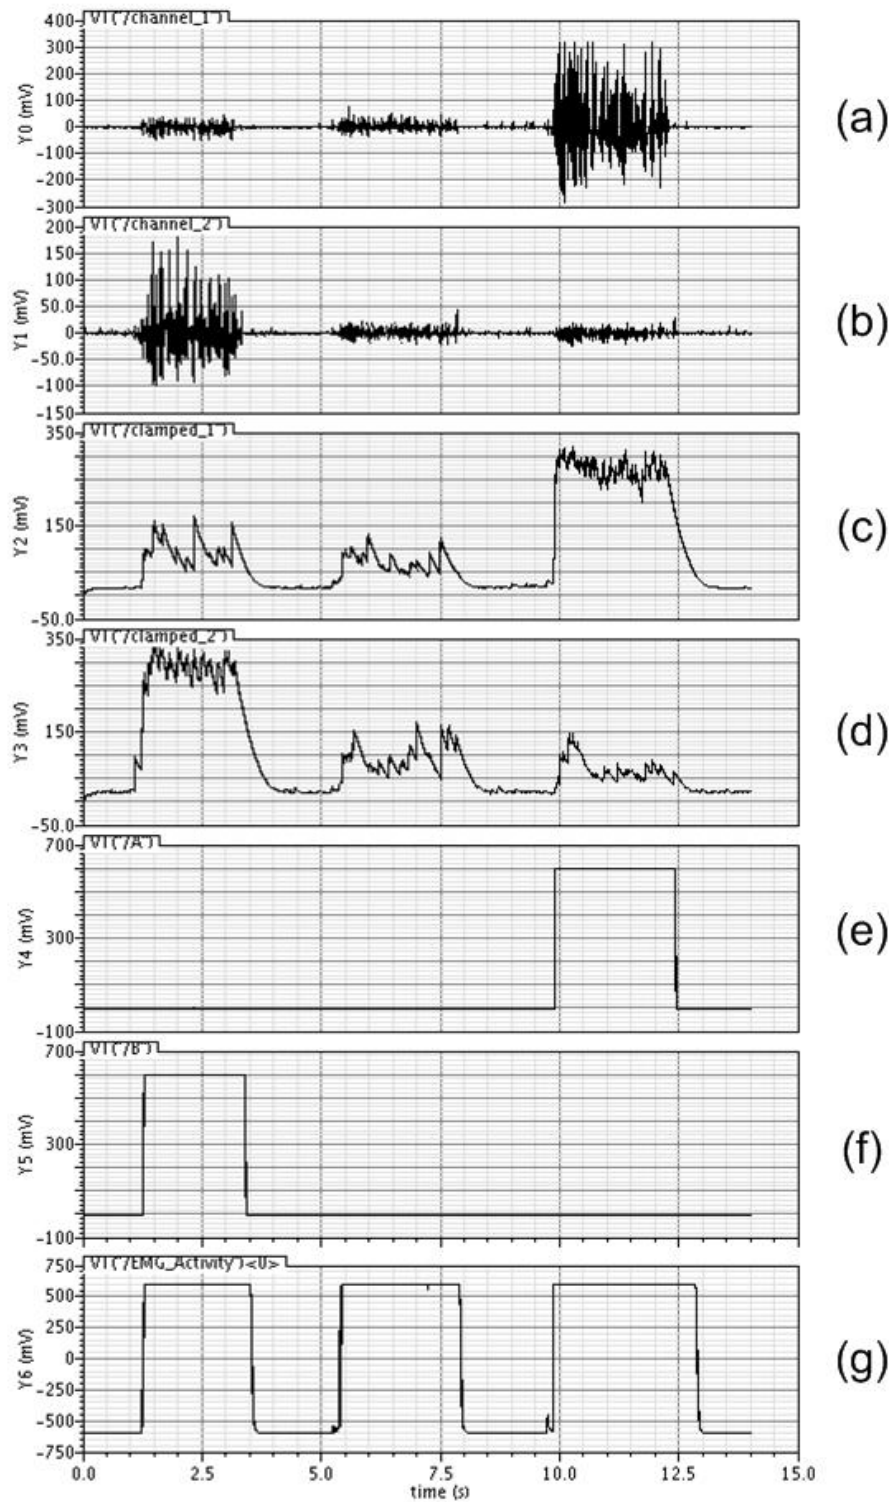 VT("/channel_1")
400
300
200
100
0
-100
-200
-300
Y0 (mV)
(a)
VT("/channel_2")
200
150
100
50.0
0
-50.0
-100
-150
Y1 (mV)
(b)
VT("/clamped_1")
350
150
-50.0
Y2 (mV)
(c)
VT("/clamped_2")
350
150
-50.0
Y3 (mV)
(d)
VT("/A")
700
300
-100
Y4 (mV)
(e)
VT("/B")
700
300
-100
Y5 (mV)
(f)
VT("/EMG_Activity")<0>
750
500
250
0
-250
-500
-750
Y6 (mV)
(g)
0.0 2.5 5.0 7.5 10.0 12.5 15.0
time (s)